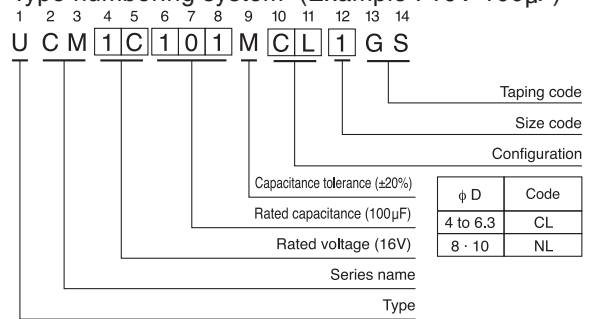 Type numbering system (Example : 16V 100µF)
1 2 3 4 5 6 7 8 9 10 11 12 13 14
U C M 1 C 1 0 1 M C L 1 G S
Taping code
Size code
Configuration
Capacitance tolerance (±20%)
Rated capacitance (100µF)
Rated voltage (16V)
Series name
Type
ϕ D Code
4 to 6.3 CL
8 · 10 NL